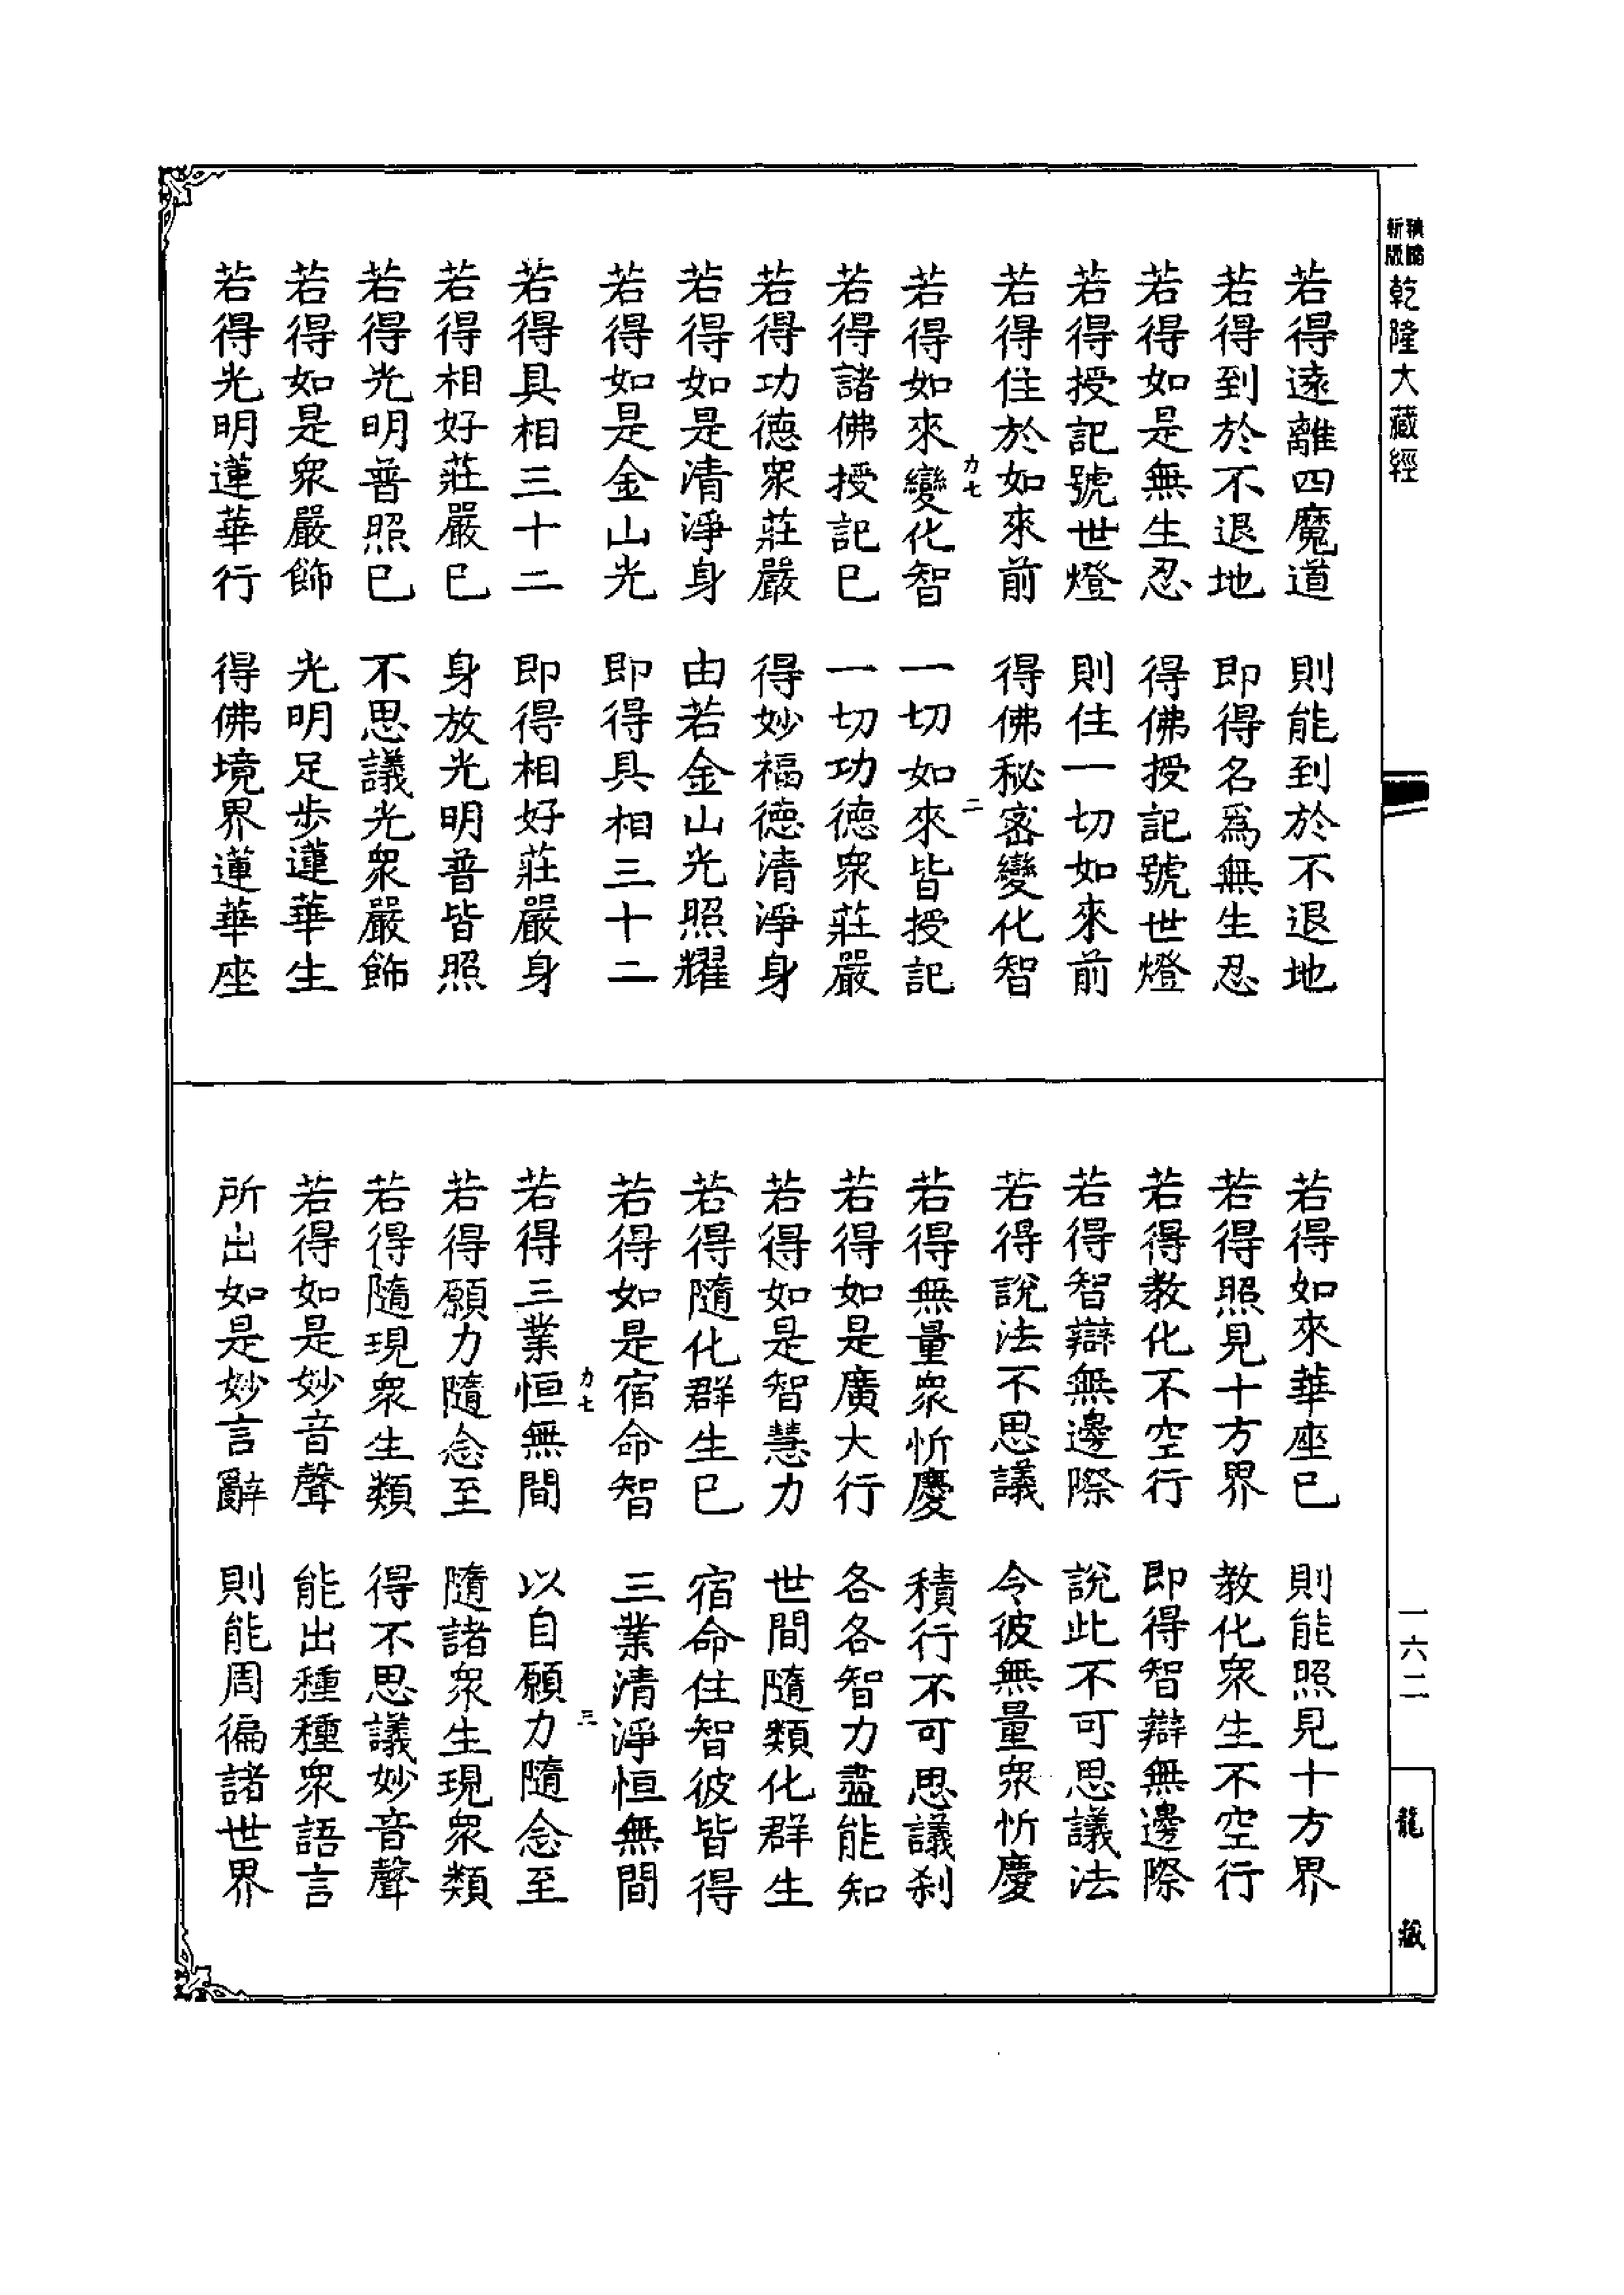 乾隆大藏經
若得遠離四魔道　則能到於不退地
若得到於不退地　即得名爲無生忍
若得如是無生忍　得佛授記號世燈
若得授記號世燈　則住一切如來前
若得住於如來前　得佛秘密變化智
力七　二
若得如來變化智　一切如來皆授記
若得諸佛授記已　一切功德衆莊嚴
若得功德衆莊嚴　得妙福德清淨身
若得如是清淨身　由若金山光照耀
若得如是金山光　即得具相三十二
若得具相三十二　即得相好莊嚴身
若得相好莊嚴已　身放光明普皆照
若得光明普照已　不思議光衆嚴飾
若得如是衆嚴飾　光明足步蓮華生
若得光明蓮華行　得佛境界蓮華座
若得如來華座已　則能照見十方界
若得照見十方界　教化衆生不空行
若得教化不空行　即得智辯無邊際
若得智辯無邊際　說此不可思議法
若得說法不思議　令彼無量衆忻慶
若得無量衆忻慶　積行不可思議刹
若得如是廣大行　各各智力盡能知
若得如是智慧力　世間隨類化群生
若得隨化群生已　宿命住智彼皆得
若得如是宿命智　三業清淨恒無間
力七　三
若得三業恒無間　以自願力隨念至
若得願力隨念至　隨諸衆生現衆類
若得隨現衆生類　得不思議妙音聲
若得如是妙音聲　能出種種衆語言
所出如是妙言辭　則能周徧諸世界
一六二
龍藏